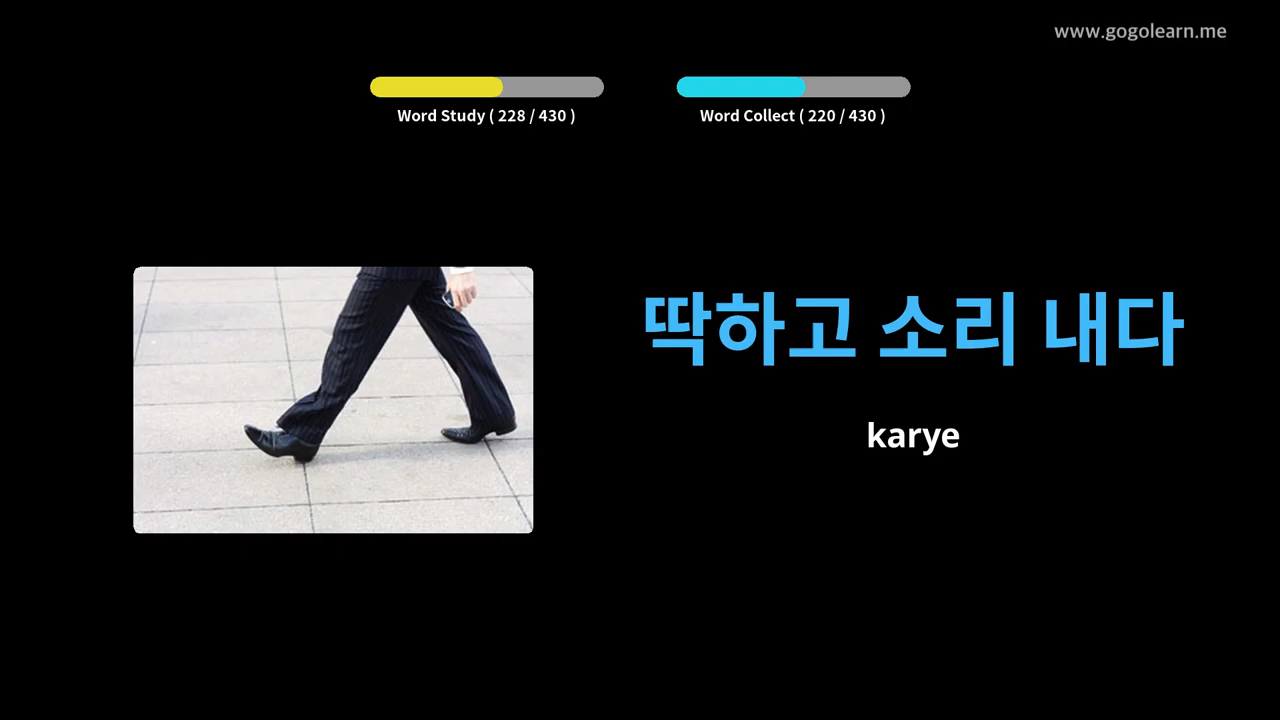 www.gogolearn.me
Word Study ( 228 / 430 )
Word Collect ( 220 / 430 )
딱하고 소리 내다
karye